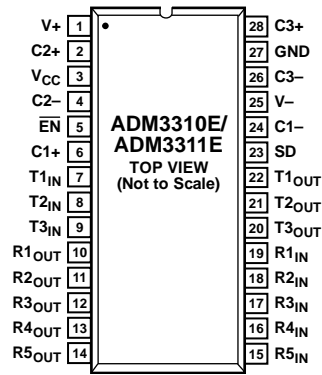 V+ 1
C2+ 2
VCC 3
C2– 4
E̅N̅ 5
C1+ 6
T1IN 7
T2IN 8
T3IN 9
R1OUT 10
R2OUT 11
R3OUT 12
R4OUT 13
R5OUT 14
ADM3310E/
ADM3311E
TOP VIEW
(Not to Scale)
28 C3+
27 GND
26 C3–
25 V–
24 C1–
23 SD
22 T1OUT
21 T2OUT
20 T3OUT
19 R1IN
18 R2IN
17 R3IN
16 R4IN
15 R5IN